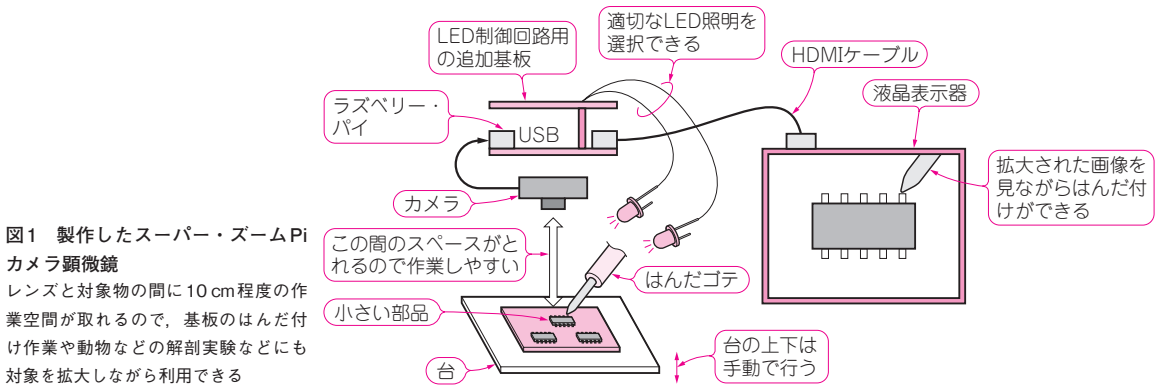 LED制御回路用
の追加基板
適切なLED照明を
選択できる
HDMIケーブル
液晶表示器
ラズベリー・
パイ
USB
拡大された画像を
見ながらはんだ付
けができる
カメラ
この間のスペースがと
れるので作業しやすい
はんだゴテ
小さい部品
台
台の上下は
手動で行う
図1 製作したスーパー・ズームPi
カメラ顕微鏡
レンズと対象物の間に10 cm程度の作
業空間が取れるので，基板のはんだ付
け作業や動物などの解剖実験などにも
対象を拡大しながら利用できる